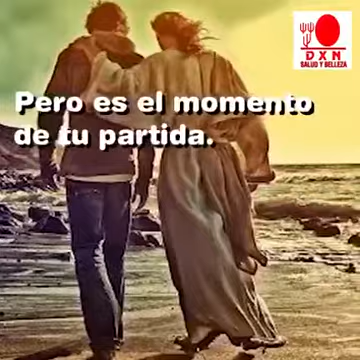 DXN
SALUD Y BELLEZA
Pero es el momento
de tu partida.